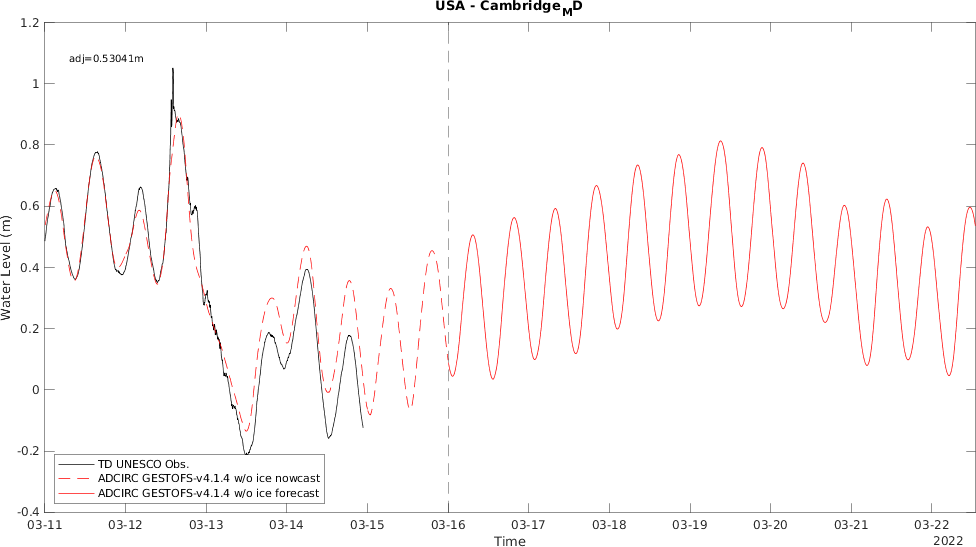 USA - CambridgeMD
1.2
adj=0.53041m
1
0.8
0.6
0.4
0.2
0
-0.2
-0.4
Water Level (m)
TD UNESCO Obs.
ADCIRC GESTOFS-v4.1.4 w/o ice nowcast
ADCIRC GESTOFS-v4.1.4 w/o ice forecast
03-11 03-12 03-13 03-14 03-15 03-16 03-17 03-18 03-19 03-20 03-21 03-22
Time
2022